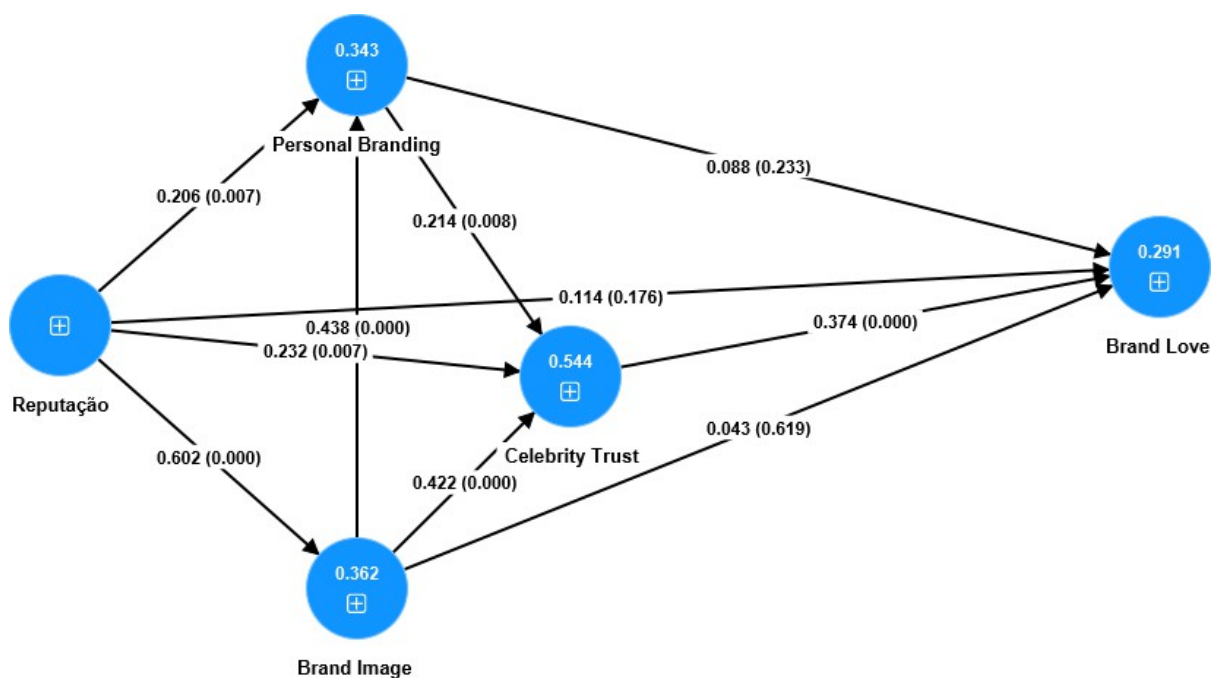 0.343
Personal Branding
0.206 (0.007)
0.088 (0.233)
0.214 (0.008)
0.291
Brand Love
0.114 (0.176)
0.438 (0.000)
0.374 (0.000)
0.232 (0.007)
Reputação
0.544
Celebrity Trust
0.043 (0.619)
0.602 (0.000)
0.422 (0.000)
0.362
Brand Image